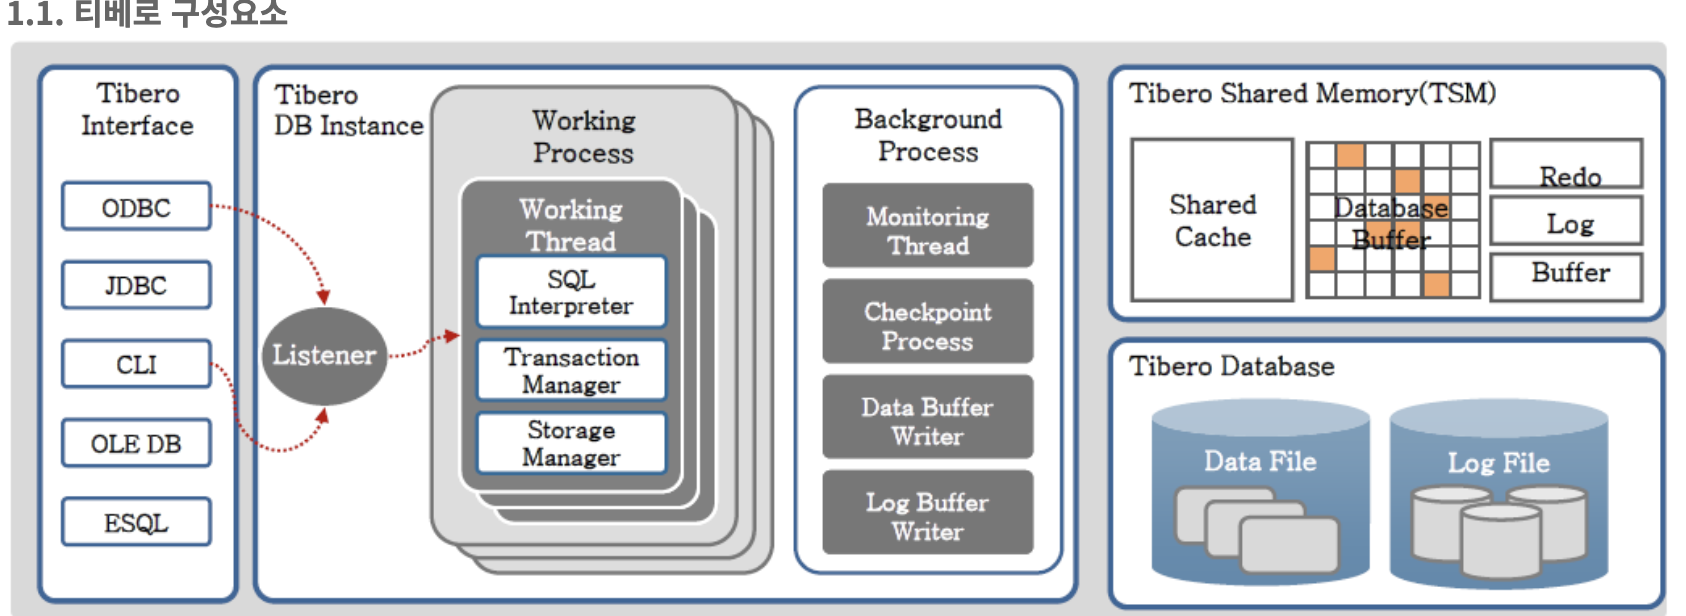 1.1. 티베로 구성요소
Tibero
Interface
ODBC
JDBC
CLI
OLE DB
ESQL
Tibero
DB Instance
Listener
Working
Process
Working
Thread
SQL
Interpreter
Transaction
Manager
Storage
Manager
Background
Process
Monitoring
Thread
Checkpoint
Process
Data Buffer
Writer
Log Buffer
Writer
Tibero Shared Memory(TSM)
Shared
Cache
Database
Buffer
Redo
Log
Buffer
Tibero Database
Data File
Log File